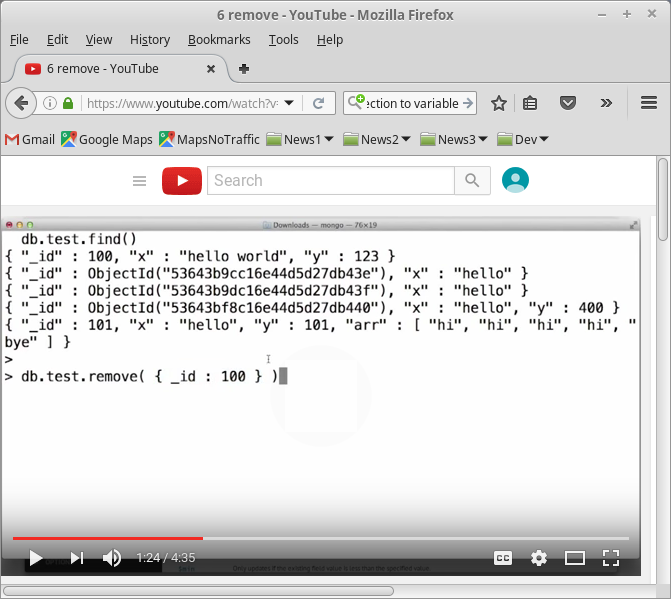 6 remove - YouTube - Mozilla Firefox
File Edit View History Bookmarks Tools Help
6 remove - YouTube
https://www.youtube.com/watch?v= ection to variable
Gmail Google Maps MapsNoTraffic News1 News2 News3 Dev
Search
Downloads — mongo — 76×19
db.test.find()
{ "_id" : 100, "x" : "hello world", "y" : 123 }
{ "_id" : ObjectId("53643b9cc16e44d5d27db43e"), "x" : "hello" }
{ "_id" : ObjectId("53643b9dc16e44d5d27db43f"), "x" : "hello" }
{ "_id" : ObjectId("53643bf8c16e44d5d27db440"), "x" : "hello", "y" : 400 }
{ "_id" : 101, "x" : "hello", "y" : 101, "arr" : [ "hi", "hi", "hi", "hi", "
bye" ] }
>
> db.test.remove( { _id : 100 } )
1:24 / 4:35 CC
Only updates if the existing field value is less than the specified value.